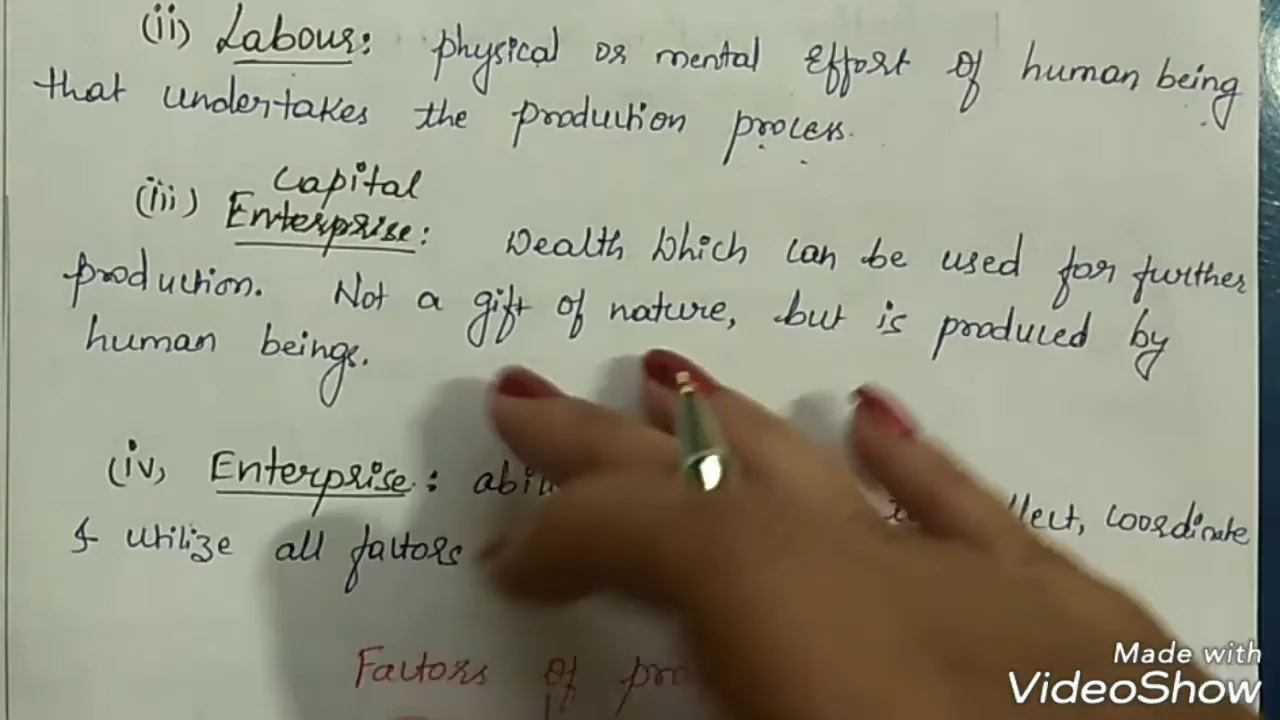 (ii) Labour: physical or mental effort of human being
that undertakes the production process.
Capital
(iii) Enterprise: Wealth which can be used for further
production. Not a gift of nature, but is produced by
human beings.
(iv) Enterprise: coordinate
& utilize all factors
Factors of
Made with
VideoShow